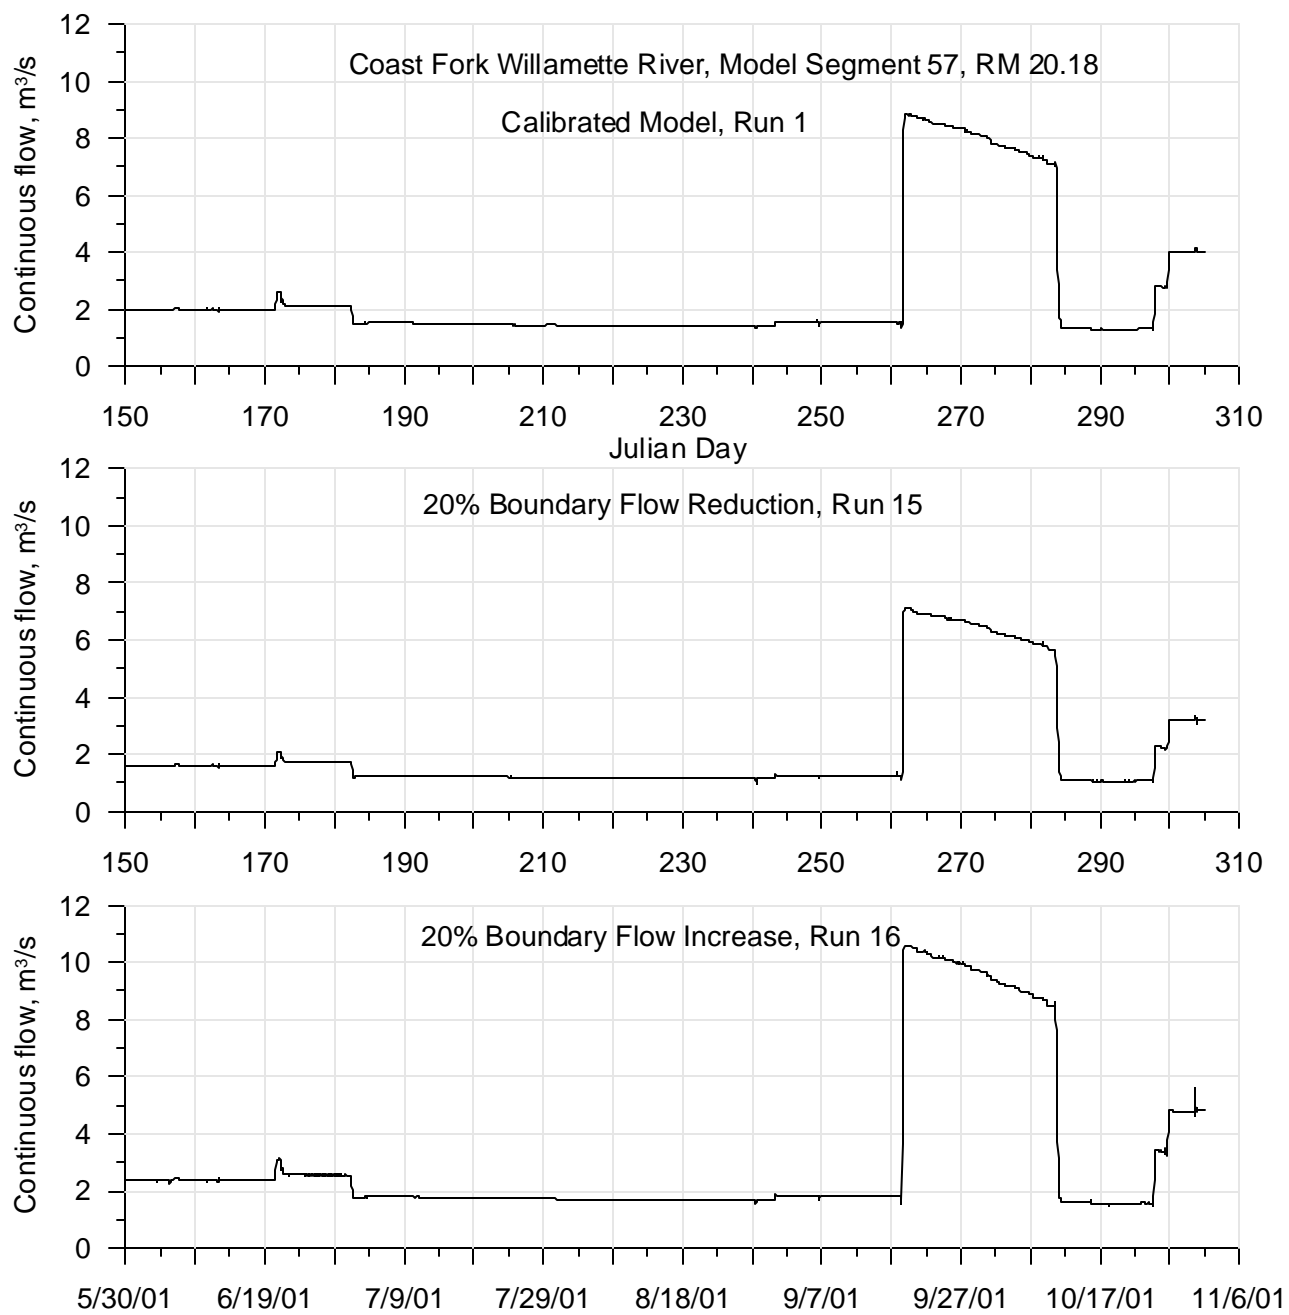 Coast Fork Willamette River, Model Segment 57, RM 20.18
Calibrated Model, Run 1
Continuous flow, m³/s
12
10
8
6
4
2
0
150 170 190 210 230 250 270 290 310
Julian Day
20% Boundary Flow Reduction, Run 15
Continuous flow, m³/s
12
10
8
6
4
2
0
150 170 190 210 230 250 270 290 310
20% Boundary Flow Increase, Run 16
Continuous flow, m³/s
12
10
8
6
4
2
0
5/30/01 6/19/01 7/9/01 7/29/01 8/18/01 9/7/01 9/27/01 10/17/01 11/6/01